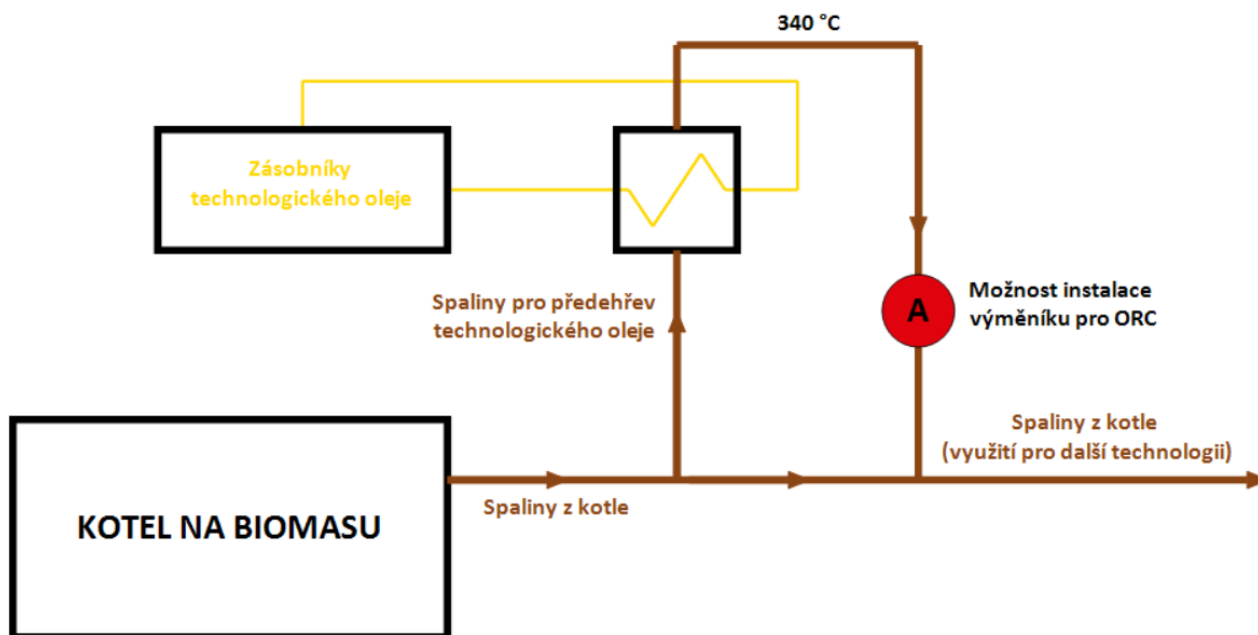 340 °C
Zásobníky
technologického oleje
Spaliny pro předehřev
technologického oleje
A
Možnost instalace
výměníku pro ORC
Spaliny z kotle
(využití pro další technologii)
Spaliny z kotle
KOTEL NA BIOMASU